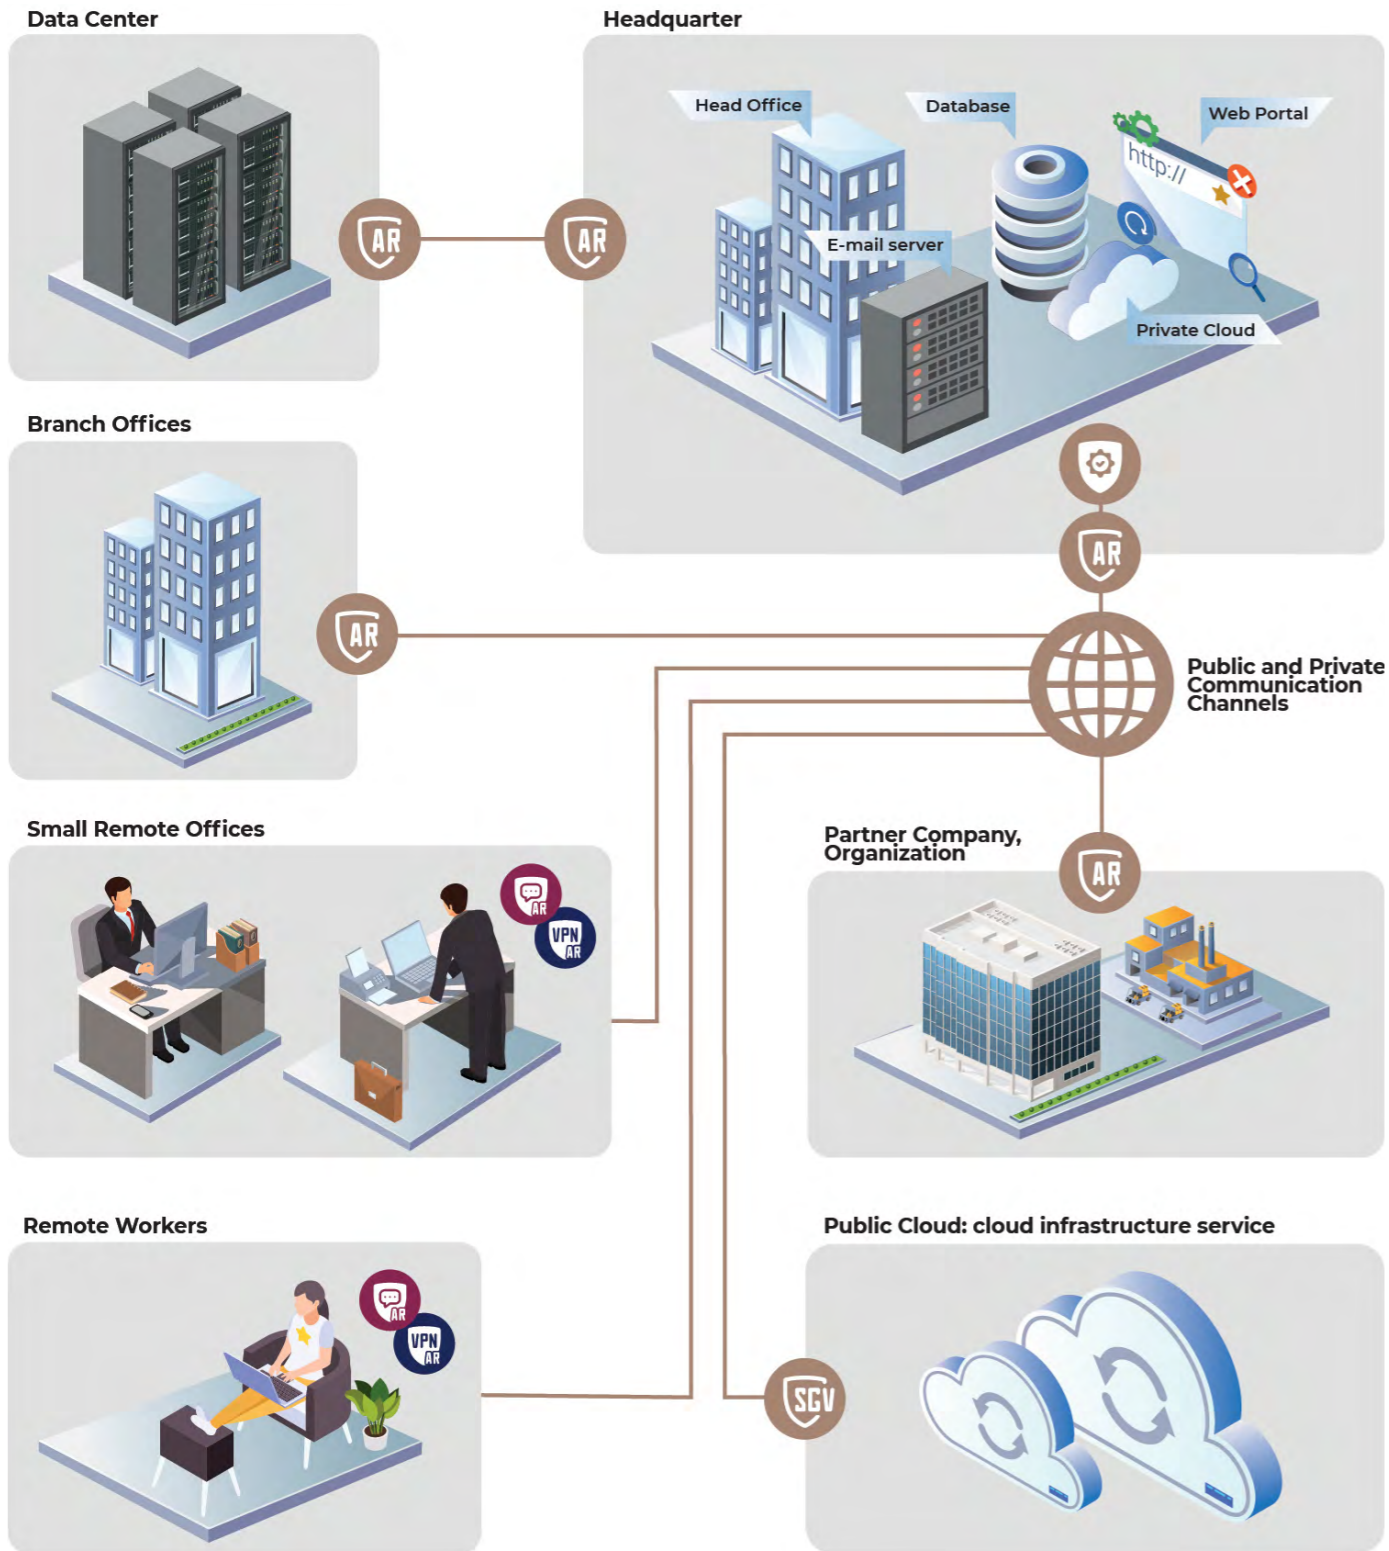 Data Center
Headquarter
Head Office
Database
Web Portal
http://
AR
AR
E-mail server
Private Cloud
Branch Offices
AR
AR
Public and Private
Communication
Channels
Small Remote Offices
AR
VPN
AR
Partner Company,
Organization
AR
Remote Workers
AR
VPN
AR
Public Cloud: cloud infrastructure service
SGV